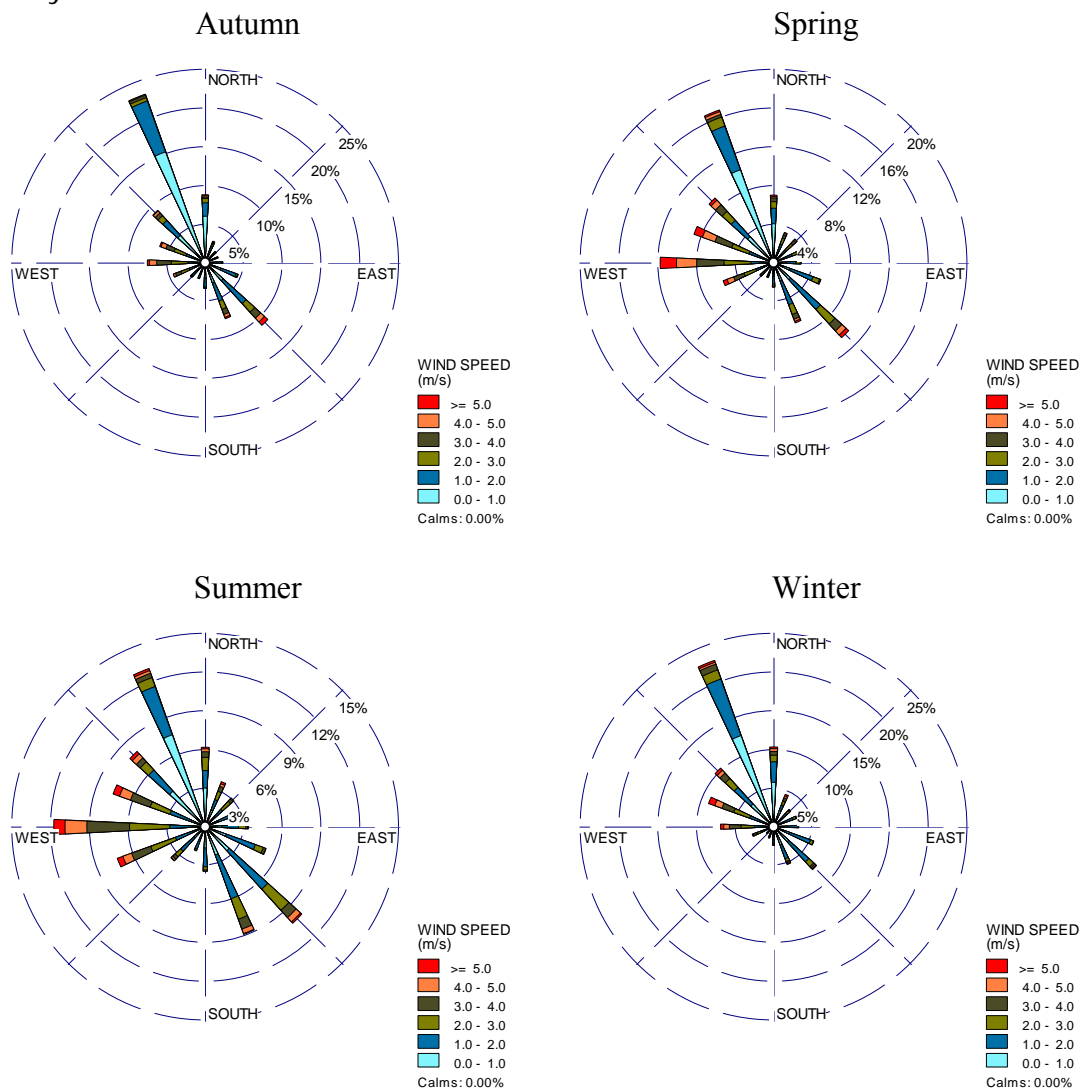 Autumn
NORTH
25%
20%
15%
10%
5%
WEST
EAST
SOUTH
WIND SPEED
(m/s)
>= 5.0
4.0 - 5.0
3.0 - 4.0
2.0 - 3.0
1.0 - 2.0
0.0 - 1.0
Calms: 0.00%
Spring
NORTH
20%
16%
12%
8%
4%
WEST
EAST
SOUTH
WIND SPEED
(m/s)
>= 5.0
4.0 - 5.0
3.0 - 4.0
2.0 - 3.0
1.0 - 2.0
0.0 - 1.0
Calms: 0.00%
Summer
NORTH
15%
12%
9%
6%
3%
WEST
EAST
SOUTH
WIND SPEED
(m/s)
>= 5.0
4.0 - 5.0
3.0 - 4.0
2.0 - 3.0
1.0 - 2.0
0.0 - 1.0
Calms: 0.00%
Winter
NORTH
25%
20%
15%
10%
5%
WEST
EAST
SOUTH
WIND SPEED
(m/s)
>= 5.0
4.0 - 5.0
3.0 - 4.0
2.0 - 3.0
1.0 - 2.0
0.0 - 1.0
Calms: 0.00%